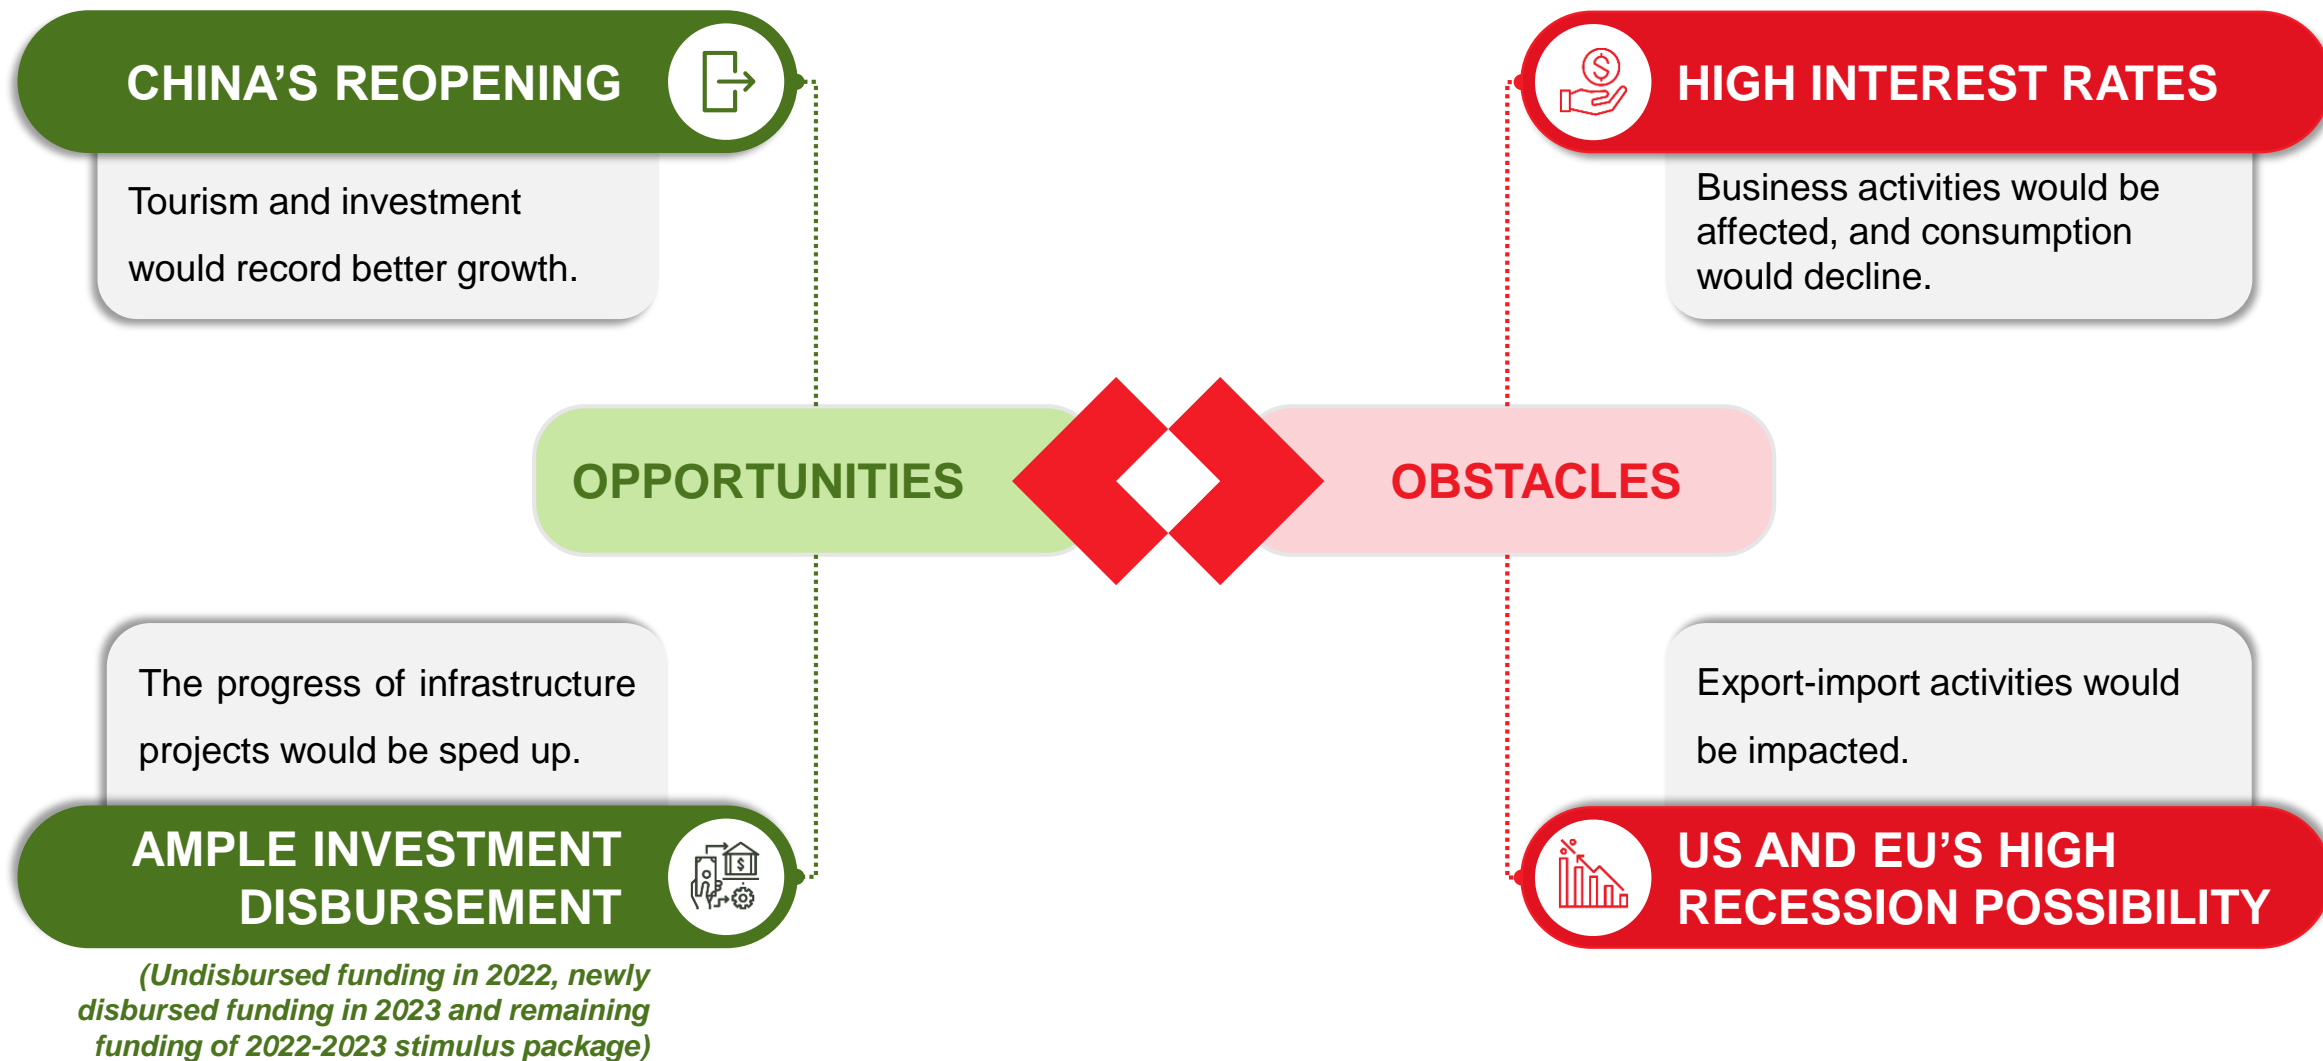 CHINA’S REOPENING
Tourism and investment
would record better growth.
HIGH INTEREST RATES
Business activities would be
affected, and consumption
would decline.
OPPORTUNITIES
OBSTACLES
The progress of infrastructure
projects would be sped up.
AMPLE INVESTMENT
DISBURSEMENT
(Undisbursed funding in 2022, newly
disbursed funding in 2023 and remaining
funding of 2022-2023 stimulus package)
Export-import activities would
be impacted.
US AND EU’S HIGH
RECESSION POSSIBILITY